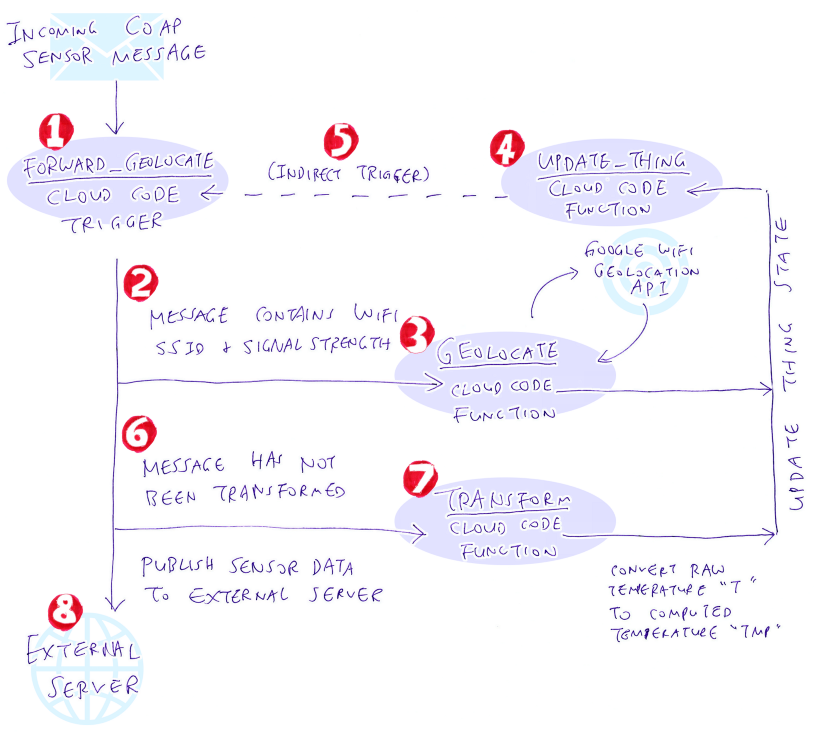 INCOMING COAP
SENSOR MESSAGE
1
FORWARD_GEOLOCATE
CLOUD CODE
TRIGGER
5
(INDIRECT TRIGGER)
4
UPDATE_THING
CLOUD CODE
FUNCTION
GOOGLE WIFI
GEOLOCATION
API
2
MESSAGE CONTAINS WIFI
SSID & SIGNAL STRENGTH
3
GEOLOCATE
CLOUD CODE
FUNCTION
UPDATE THING STATE
6
MESSAGE HAS NOT
BEEN TRANSFORMED
7
TRANSFORM
CLOUD CODE
FUNCTION
PUBLISH SENSOR DATA
TO EXTERNAL SERVER
CONVERT RAW
TEMERATURE "T"
TO COMPUTED
TEMPERATURE "TMP"
8
EXTERNAL
SERVER